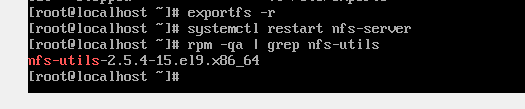 [root@localhost ~]# exportfs -r
[root@localhost ~]# systemctl restart nfs-server
[root@localhost ~]# rpm -qa | grep nfs-utils
nfs-utils-2.5.4-15.el9.x86_64
[root@localhost ~]#